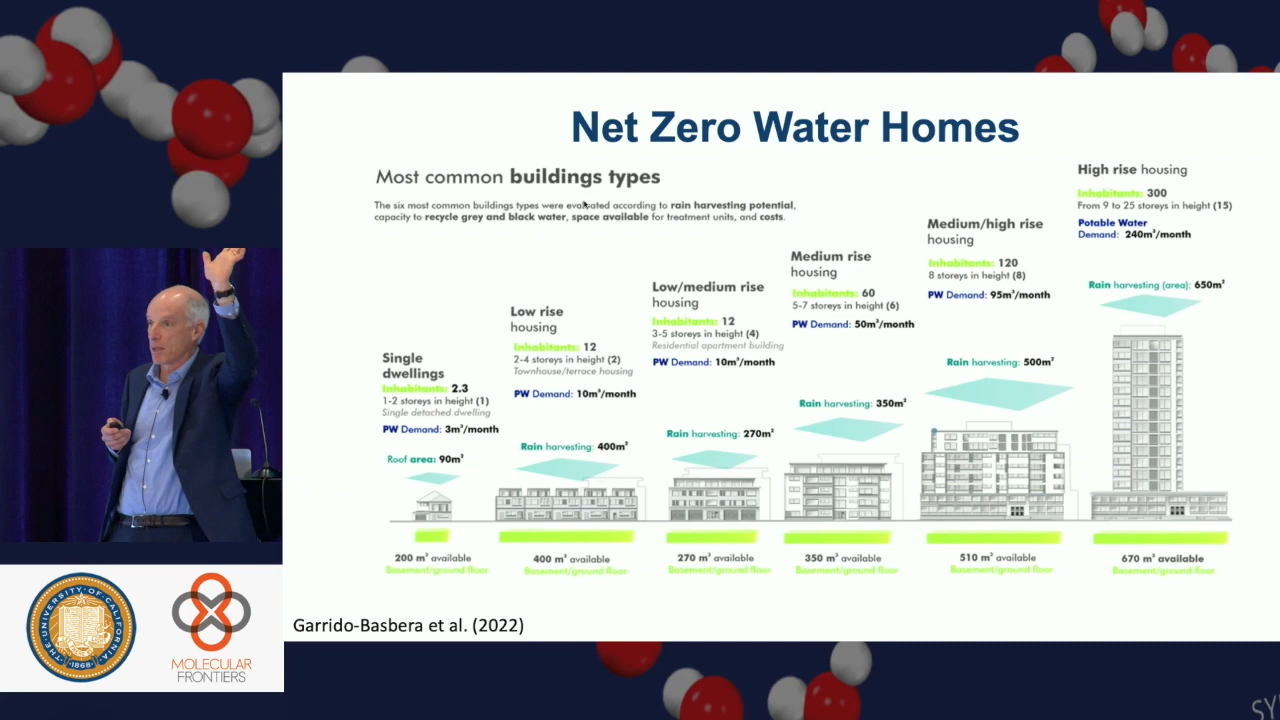 Net Zero Water Homes
Most common buildings types
The six most common buildings types were evaluated according to rain harvesting potential,
capacity to recycle grey and black water, space available for treatment units, and costs.
Single
dwellings
Inhabitants: 2.3
1-2 storeys in height (1)
Single detached dwelling
PW Demand: 3m³/month
Roof area: 90m²
200 m² available
Basement/ground floor
Low rise
housing
Inhabitants: 12
2-4 storeys in height (2)
Townhouse/terrace housing
PW Demand: 10m³/month
Rain harvesting: 400m²
400 m² available
Basement/ground floor
Low/medium rise
housing
Inhabitants: 12
3-5 storeys in height (4)
Residential apartment building
PW Demand: 10m³/month
Rain harvesting: 270m²
270 m² available
Basement/ground floor
Medium rise
housing
Inhabitants: 60
5-7 storeys in height (6)
PW Demand: 50m³/month
Rain harvesting: 350m²
350 m² available
Basement/ground floor
Medium/high rise
housing
Inhabitants: 120
8 storeys in height (8)
PW Demand: 95m³/month
Rain harvesting: 500m²
510 m² available
Basement/ground floor
High rise housing
Inhabitants: 300
From 9 to 25 storeys in height (15)
Potable Water
Demand: 240m³/month
Rain harvesting (area): 650m²
670 m² available
Basement/ground floor
Garrido-Basbera et al. (2022)
THE UNIVERSITY OF CALIFORNIA
1868
MOLECULAR
FRONTIERS
SY